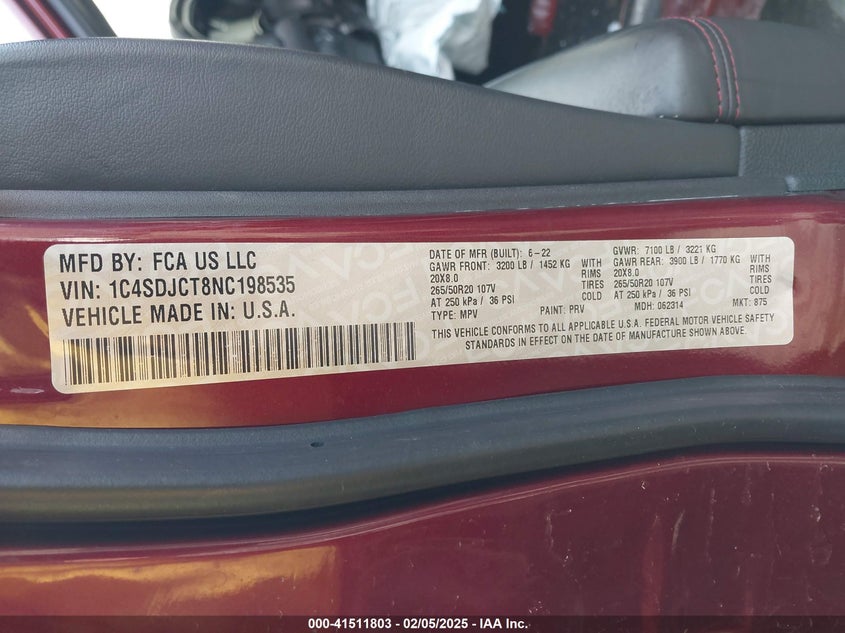 MFD BY: FCA US LLC
VIN: 1C4SDJCT8NC198535
VEHICLE MADE IN: U.S.A.
DATE OF MFR (BUILT): 6-22 GVWR: 7100 LB / 3221 KG
GAWR FRONT: 3200 LB / 1452 KG WITH GAWR REAR: 3900 LB / 1770 KG WITH
20X8.0 RIMS 20X8.0 RIMS
265/50R20 107V TIRES 265/50R20 107V TIRES
AT 250 kPa / 36 PSI COLD AT 250 kPa / 36 PSI COLD
TYPE: MPV PAINT: PRV MDH: 062314 MKT: 875
THIS VEHICLE CONFORMS TO ALL APPLICABLE U.S.A. FEDERAL MOTOR VEHICLE SAFETY
STANDARDS IN EFFECT ON THE DATE OF MANUFACTURE SHOWN ABOVE.
000-41511803 - 02/05/2025 - IAA Inc.